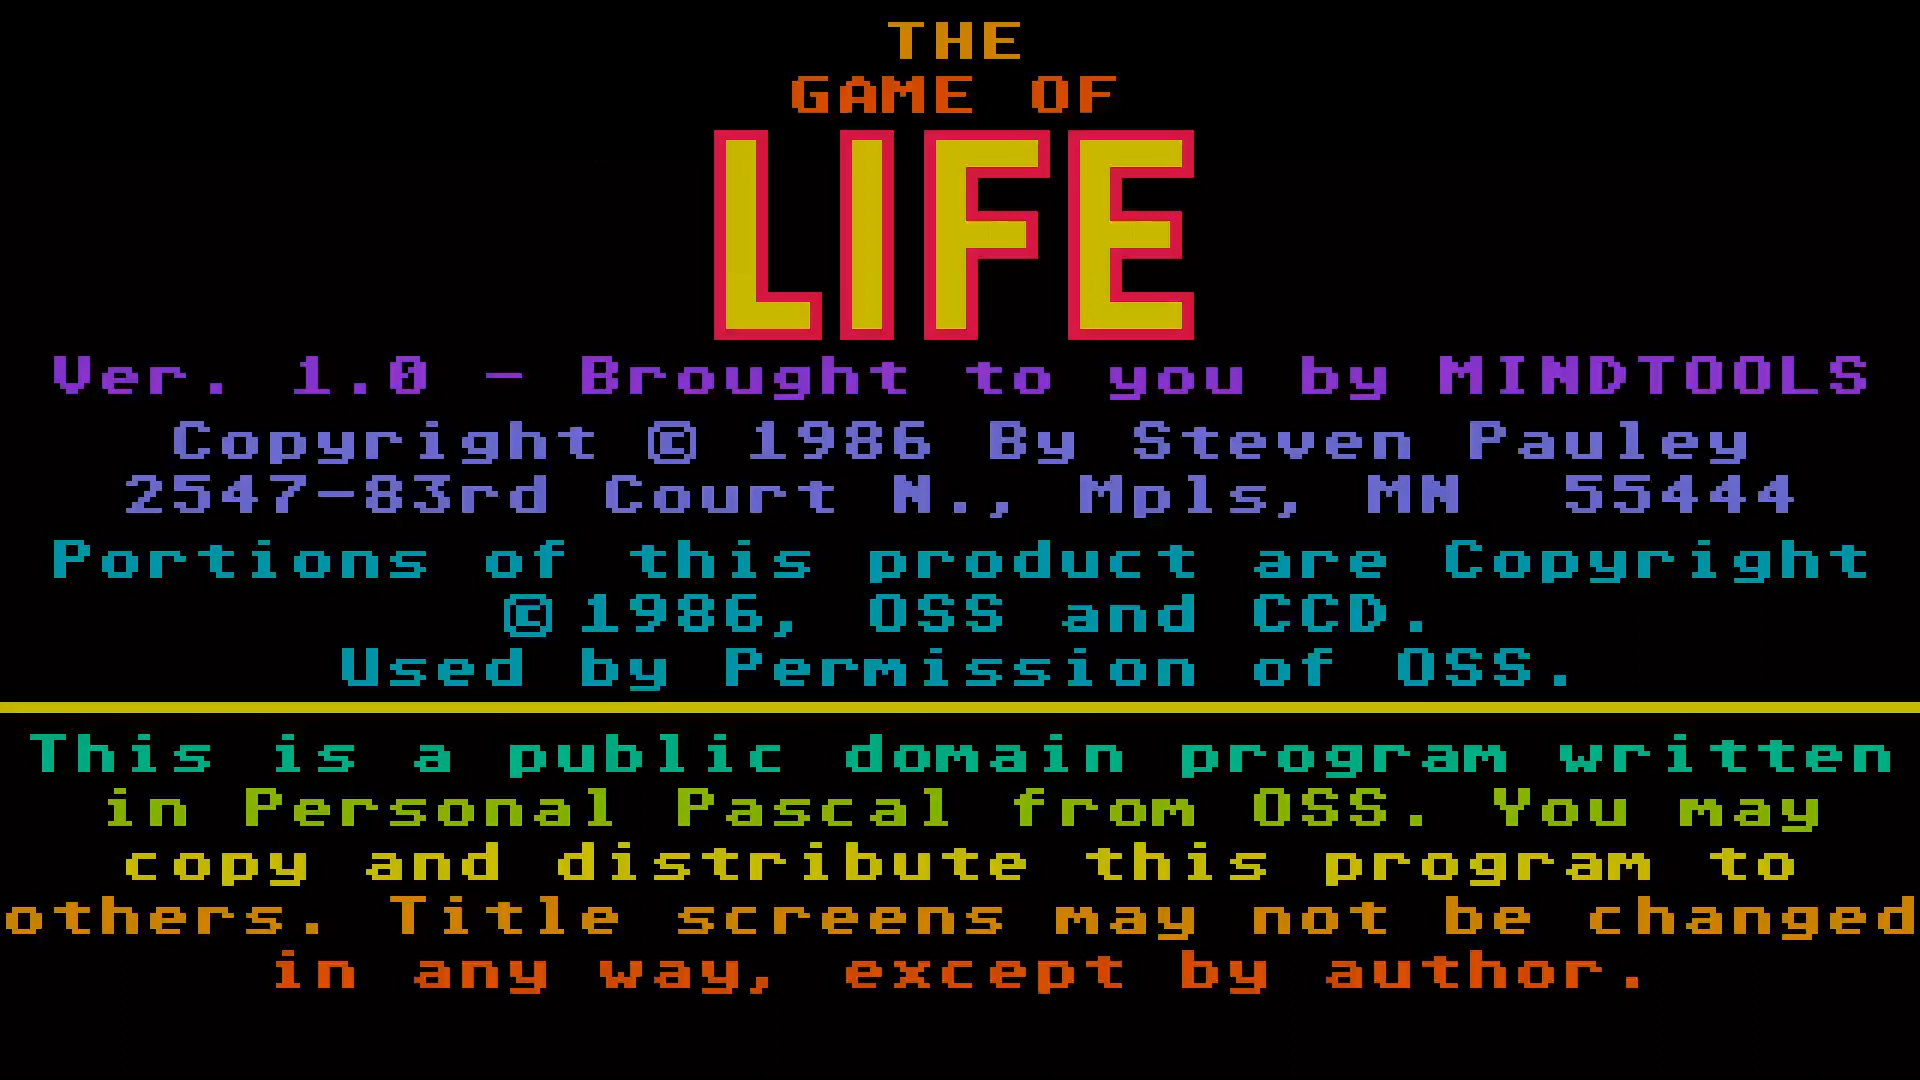 THE
GAME OF
LIFE
Ver. 1.0 - Brought to you by MINDTOOLS
Copyright © 1986 By Steven Pauley
2547-83rd Court N., Mpls, MN  55444
Portions of this product are Copyright
©1986, OSS and CCD.
Used by Permission of OSS.
This is a public domain program written
in Personal Pascal from OSS. You may
copy and distribute this program to
others. Title screens may not be changed
in any way, except by author.